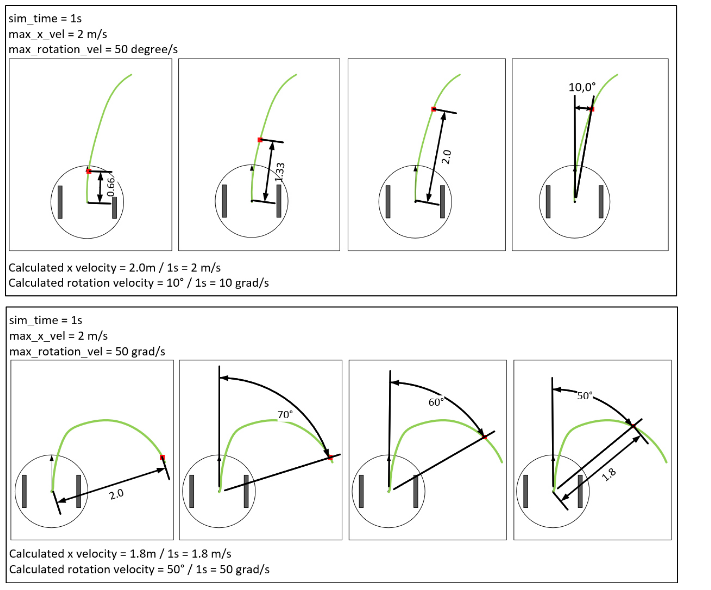 sim_time = 1s
max_x_vel = 2 m/s
max_rotation_vel = 50 degree/s
0.66
1.33
2.0
10,0°
Calculated x velocity = 2.0m / 1s = 2 m/s
Calculated rotation velocity = 10° / 1s = 10 grad/s
sim_time = 1s
max_x_vel = 2 m/s
max_rotation_vel = 50 grad/s
2.0
70°
60°
50°
1.8
Calculated x velocity = 1.8m / 1s = 1.8 m/s
Calculated rotation velocity = 50° / 1s = 50 grad/s